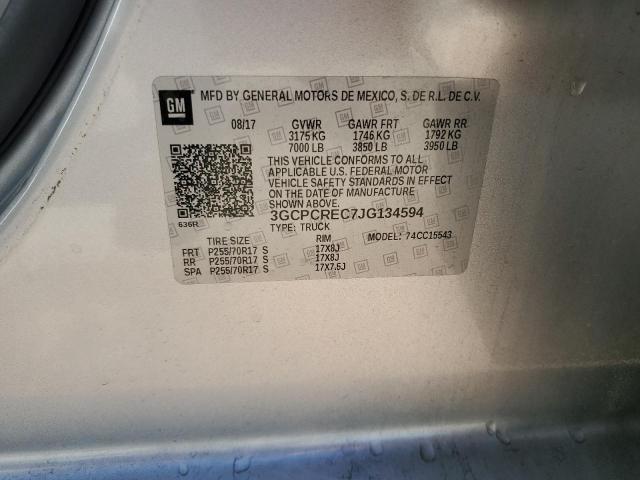 GM
MFD BY GENERAL MOTORS DE MEXICO, S. DE R.L. DE C.V.
08/17 GVWR GAWR FRT GAWR RR
3175 KG 1746 KG 1792 KG
7000 LB 3850 LB 3950 LB
THIS VEHICLE CONFORMS TO ALL
APPLICABLE U.S. FEDERAL MOTOR
VEHICLE SAFETY STANDARDS IN EFFECT
ON THE DATE OF MANUFACTURE
SHOWN ABOVE.
3GCPCREC7JG134594
636R TYPE: TRUCK
TIRE SIZE RIM MODEL: 74CC15543
FRT P255/70R17 S 17X8J
RR P255/70R17 S 17X8J
SPA P255/70R17 S 17X7.5J